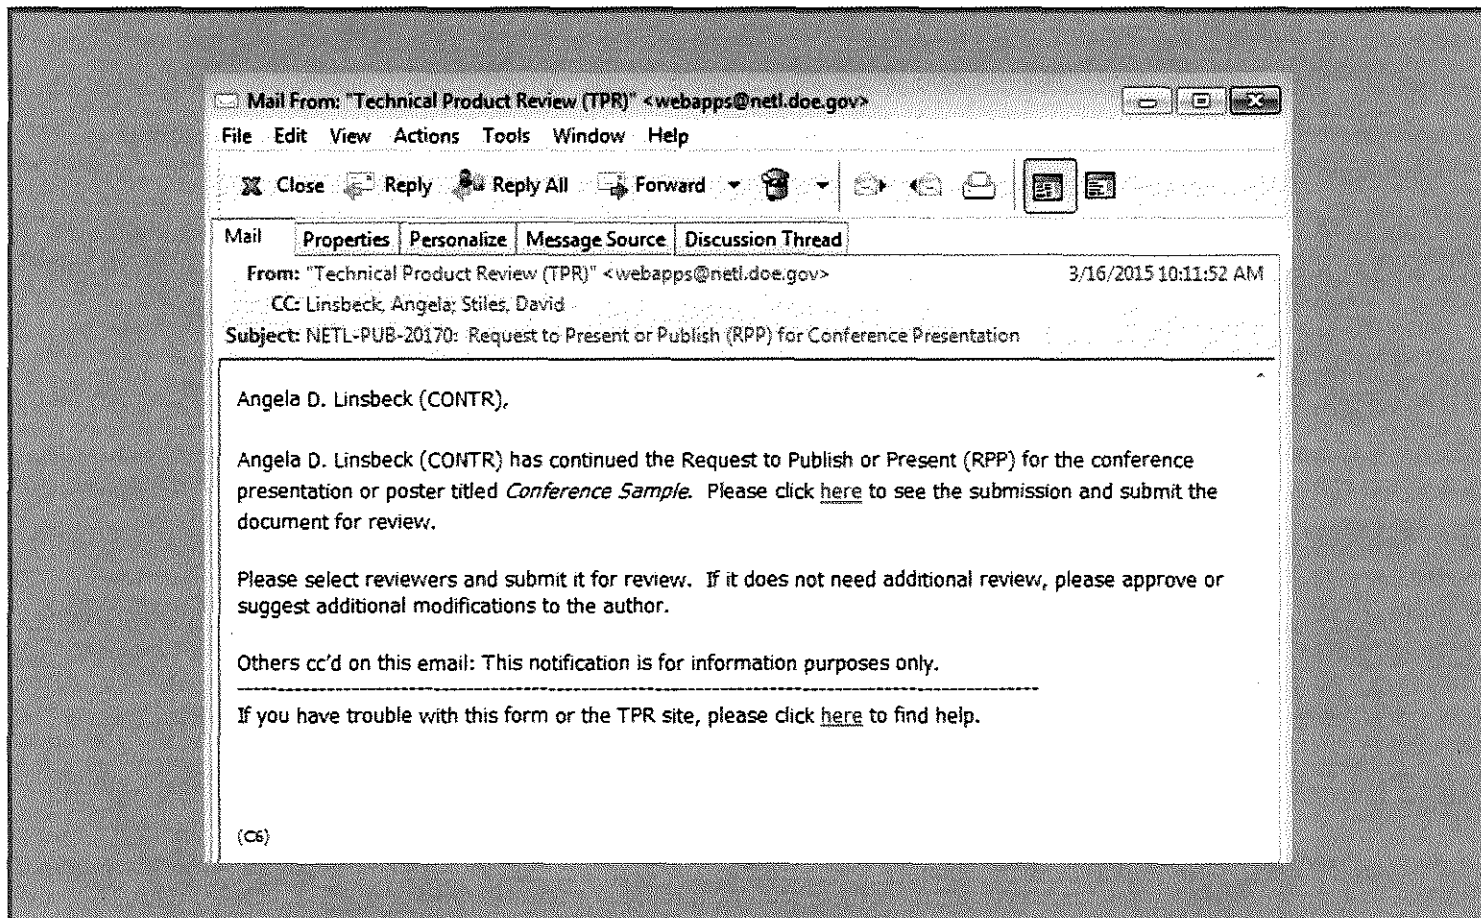 Mail From: "Technical Product Review (TPR)" <webapps@netl.doe.gov>
File Edit View Actions Tools Window Help
Close Reply Reply All Forward
Mail Properties Personalize Message Source Discussion Thread
From: "Technical Product Review (TPR)" <webapps@netl.doe.gov> 3/16/2015 10:11:52 AM
CC: Linsbeck, Angela; Stiles, David
Subject: NETL-PUB-20170: Request to Present or Publish (RPP) for Conference Presentation
Angela D. Linsbeck (CONTR),
Angela D. Linsbeck (CONTR) has continued the Request to Publish or Present (RPP) for the conference
presentation or poster titled Conference Sample. Please click here to see the submission and submit the
document for review.
Please select reviewers and submit it for review. If it does not need additional review, please approve or
suggest additional modifications to the author.
Others cc'd on this email: This notification is for information purposes only.
If you have trouble with this form or the TPR site, please click here to find help.
(C6)